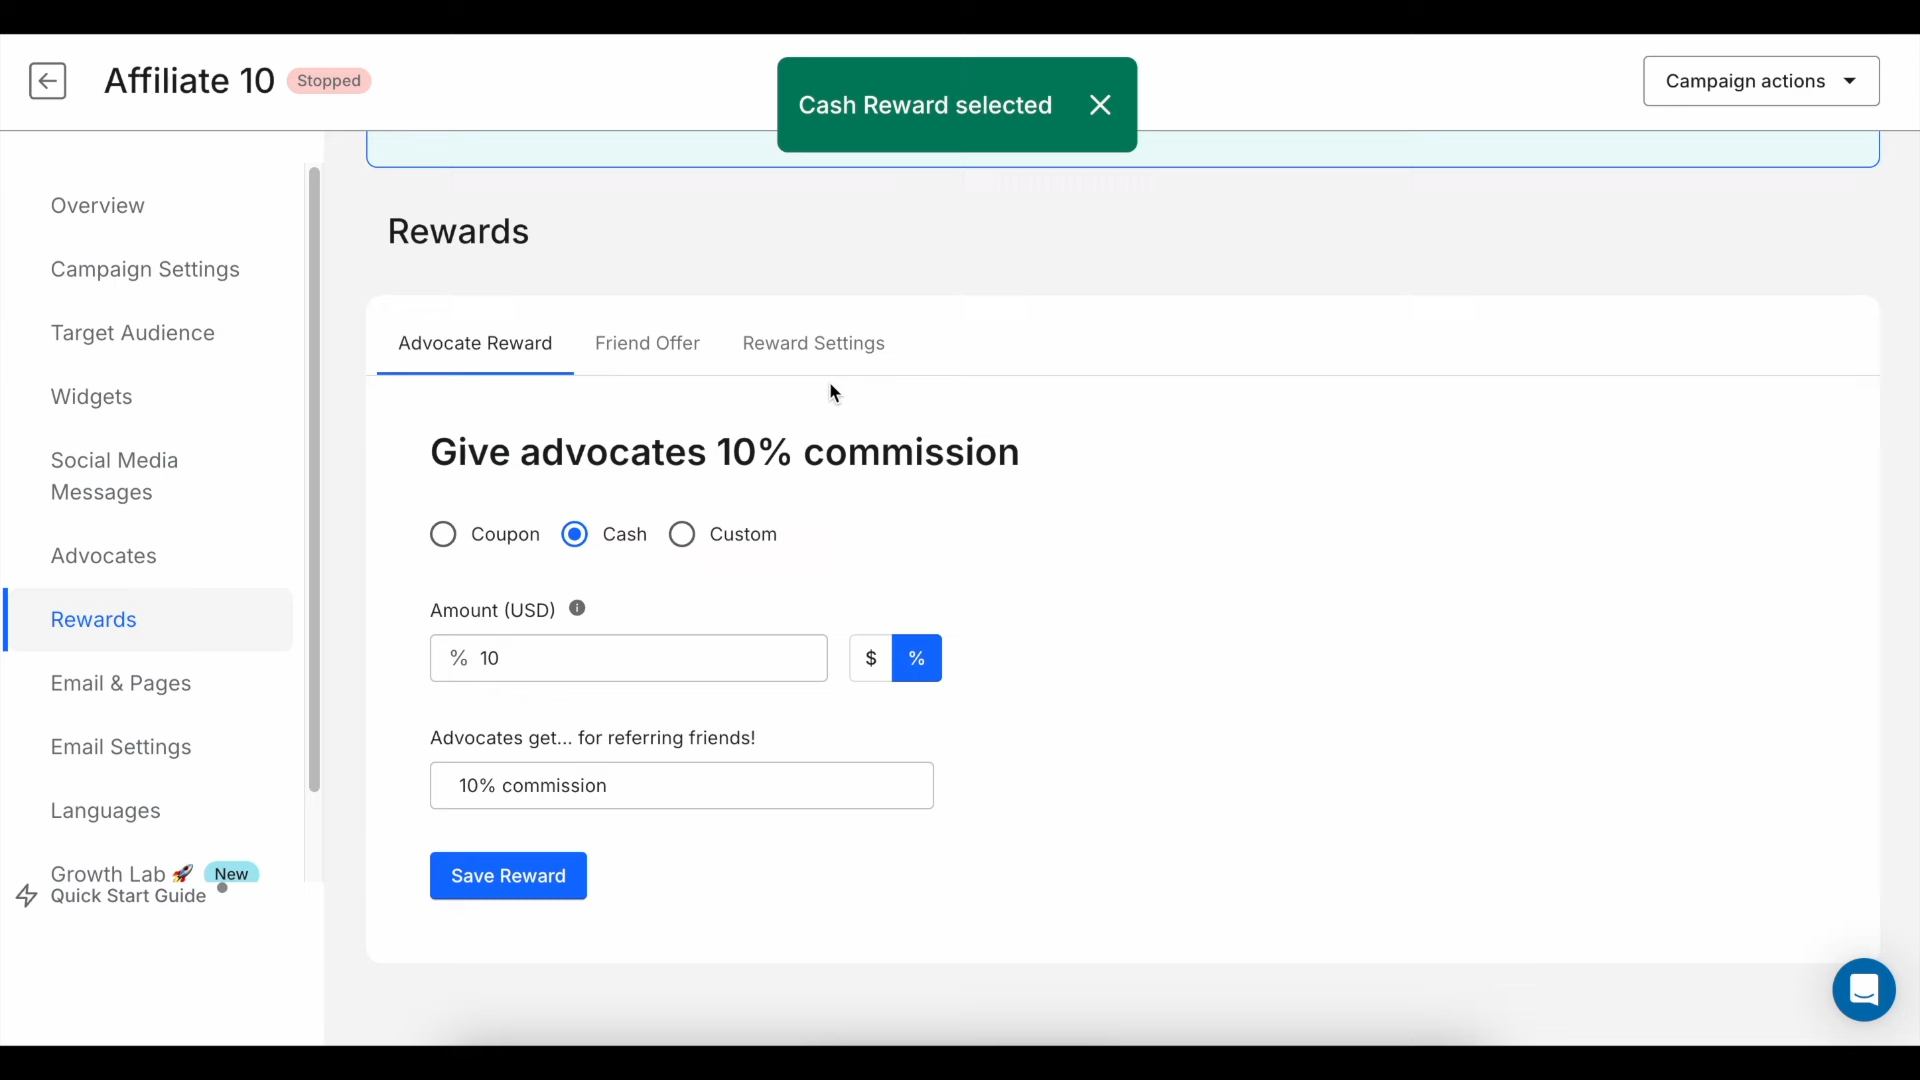 Affiliate 10 Stopped
Cash Reward selected
Campaign actions
Overview
Campaign Settings
Target Audience
Widgets
Social Media
Messages
Advocates
Rewards
Email & Pages
Email Settings
Languages
Growth Lab 🚀 New
Quick Start Guide
Rewards
Advocate Reward Friend Offer Reward Settings
Give advocates 10% commission
Coupon Cash Custom
Amount (USD)
% 10 $ %
Advocates get... for referring friends!
10% commission
Save Reward